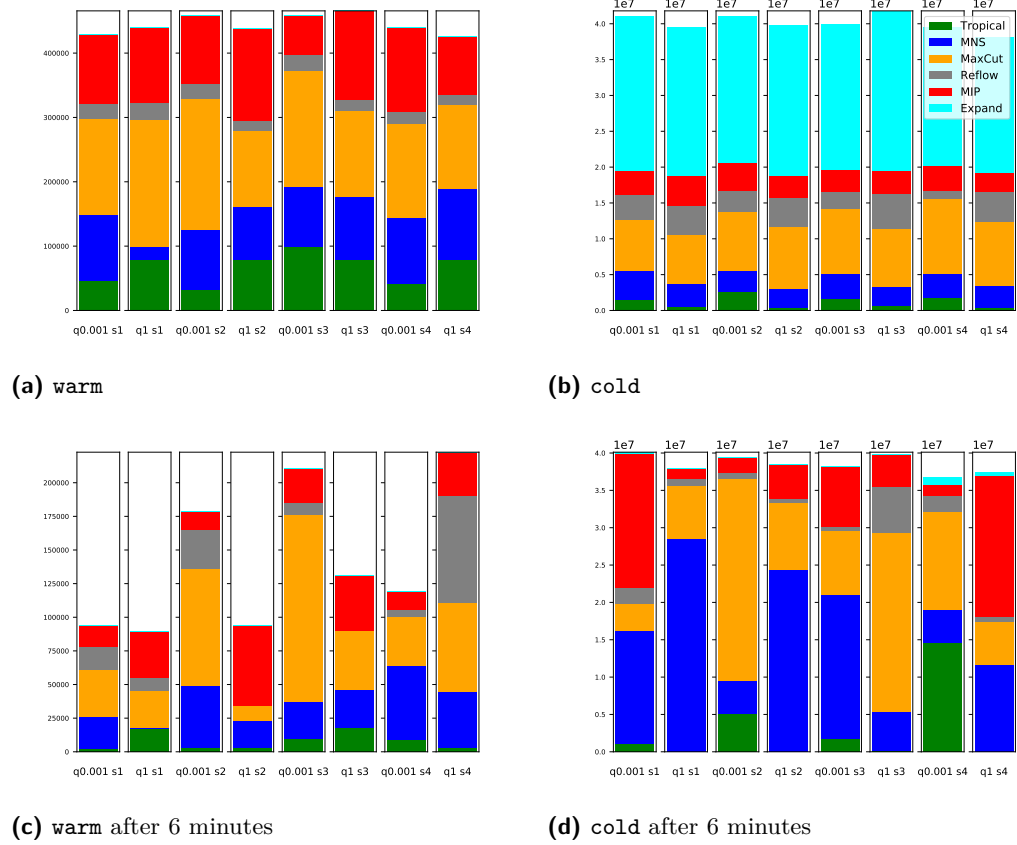 1e7 1e7 1e7 1e7 1e7 1e7 1e7 1e7
400000
300000
200000
100000
0
q0.001 s1 q1 s1 q0.001 s2 q1 s2 q0.001 s3 q1 s3 q0.001 s4 q1 s4
(a) warm
4.0
3.5
3.0
2.5
2.0
1.5
1.0
0.5
0.0
Tropical
MNS
MaxCut
Reflow
MIP
Expand
q0.001 s1 q1 s1 q0.001 s2 q1 s2 q0.001 s3 q1 s3 q0.001 s4 q1 s4
(b) cold
200000
175000
150000
125000
100000
75000
50000
25000
0
q0.001 s1 q1 s1 q0.001 s2 q1 s2 q0.001 s3 q1 s3 q0.001 s4 q1 s4
(c) warm after 6 minutes
1e7 1e7 1e7 1e7 1e7 1e7 1e7 1e7
4.0
3.5
3.0
2.5
2.0
1.5
1.0
0.5
0.0
q0.001 s1 q1 s1 q0.001 s2 q1 s2 q0.001 s3 q1 s3 q0.001 s4 q1 s4
(d) cold after 6 minutes